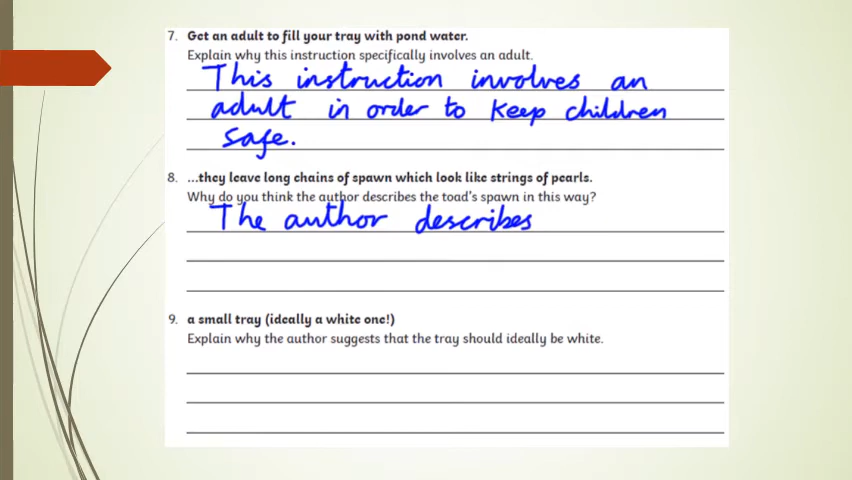 7. Get an adult to fill your tray with pond water.
Explain why this instruction specifically involves an adult.
This instruction involves an
adult in order to keep children
safe.
8. ...they leave long chains of spawn which look like strings of pearls.
Why do you think the author describes the toad's spawn in this way?
The author describes
9. a small tray (ideally a white one!)
Explain why the author suggests that the tray should ideally be white.